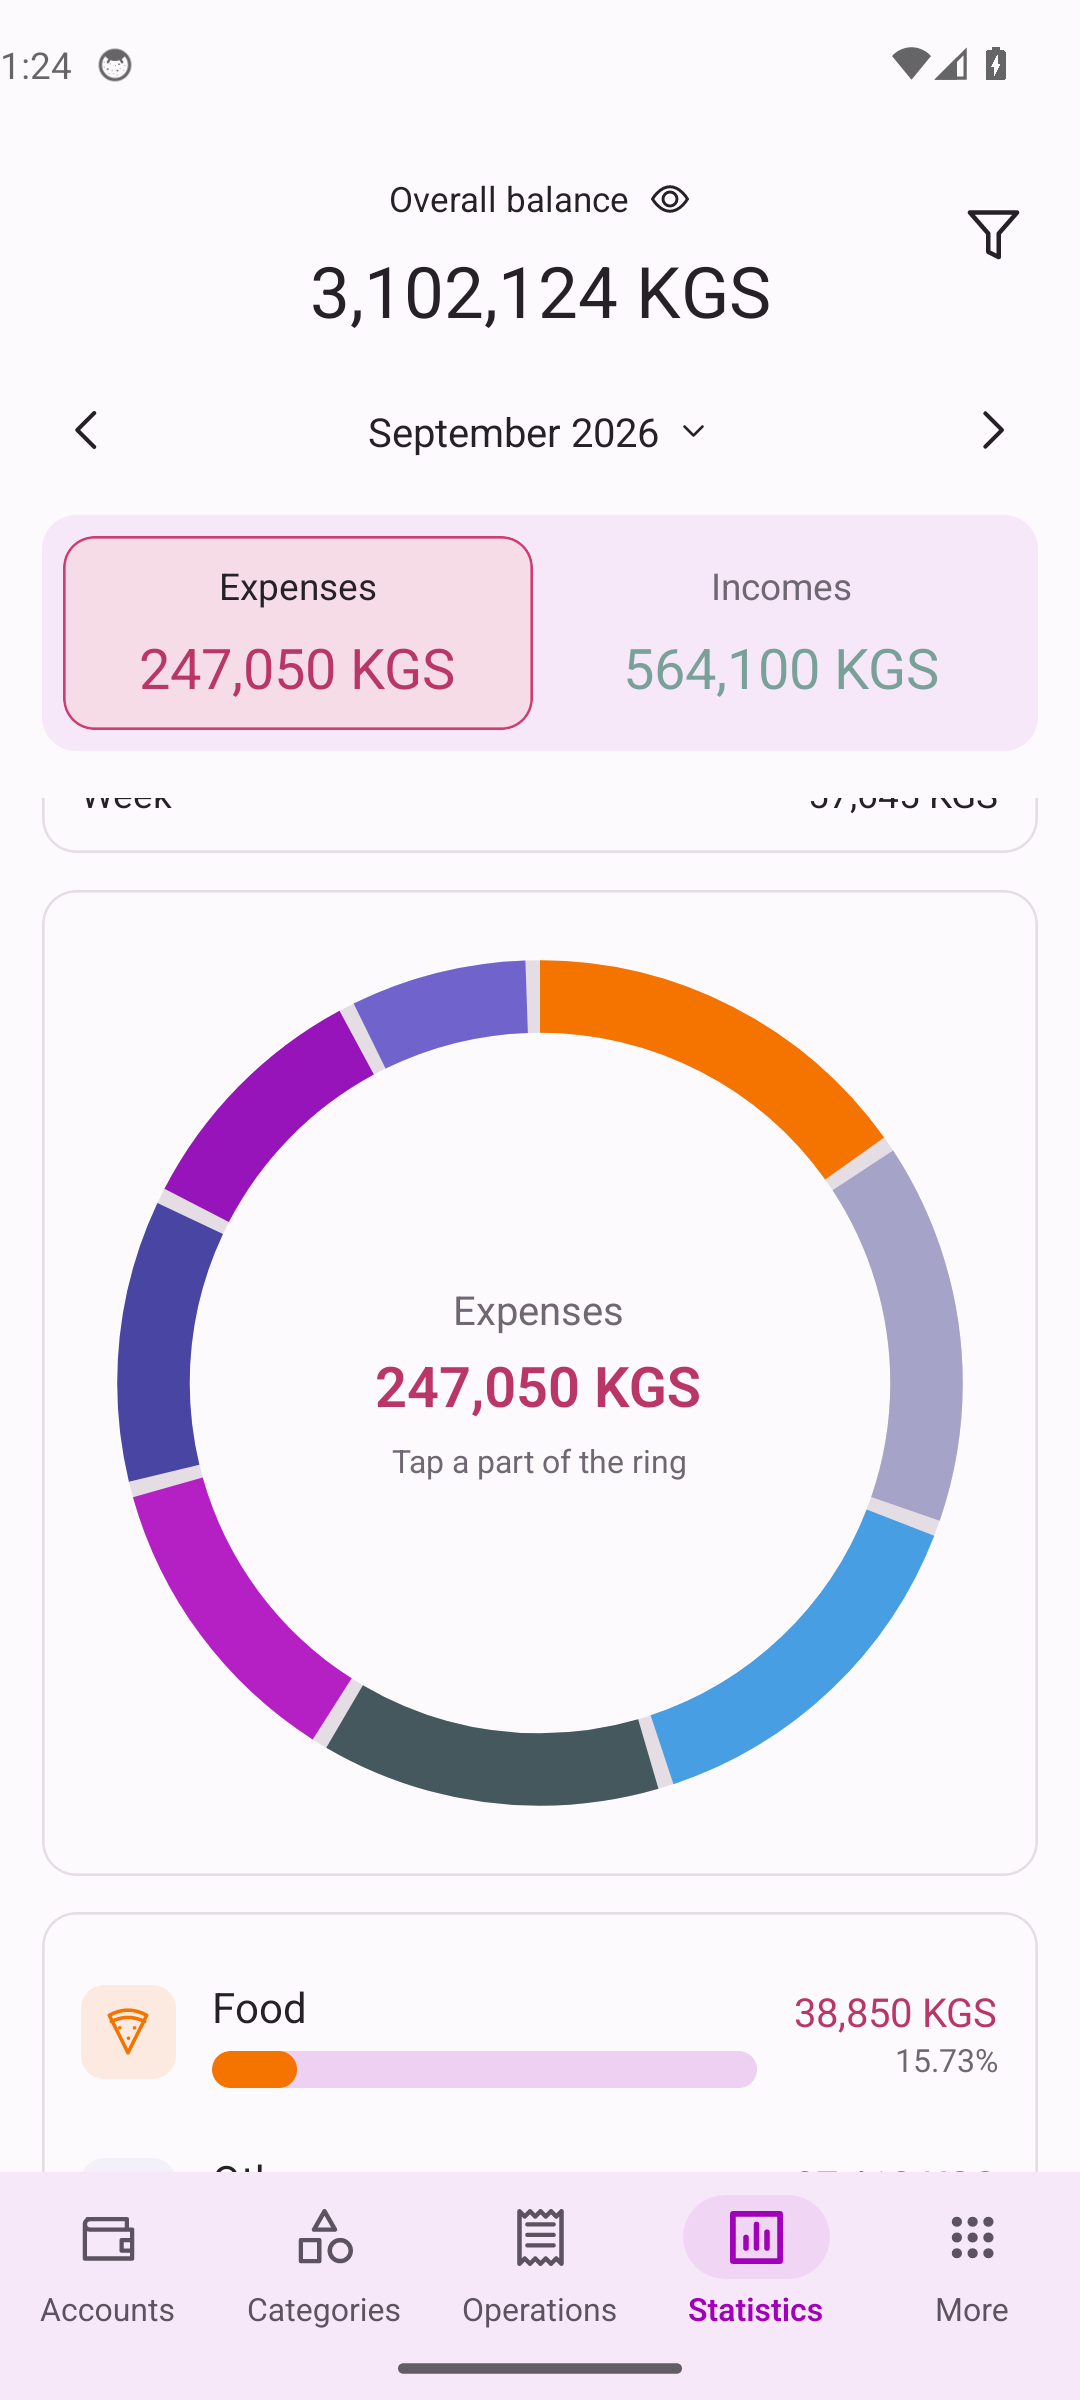 1:24
Overall balance
3,102,124 KGS
September 2026
Expenses
Incomes
247,050 KGS
564,100 KGS
Week
Expenses
247,050 KGS
Tap a part of the ring
Food
38,850 KGS
15.73%
Accounts
Categories
Operations
Statistics
More